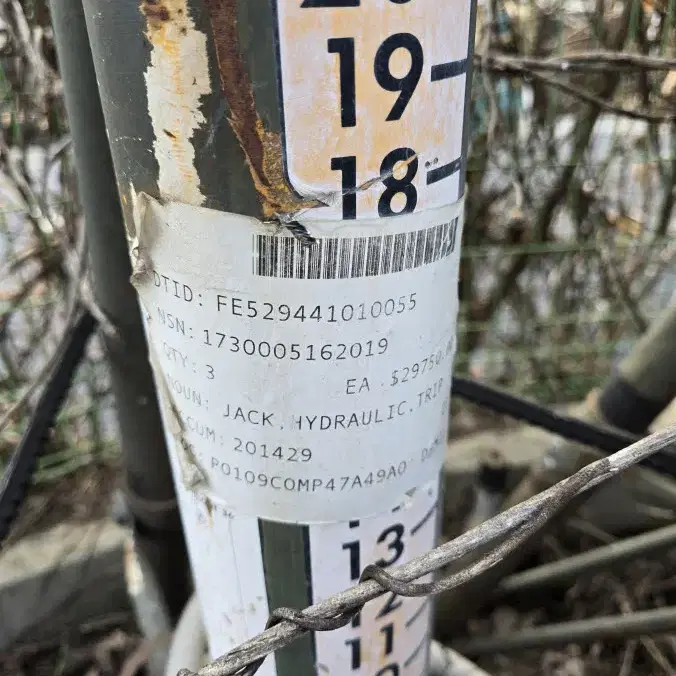 19
18
DTID: FE529441010055
NSN: 1730005162019
QTY: 3
EA $29750
NOUN: JACK,HYDRAULIC,TRIP
201429
P0109COMP47A49A0
13
12
11